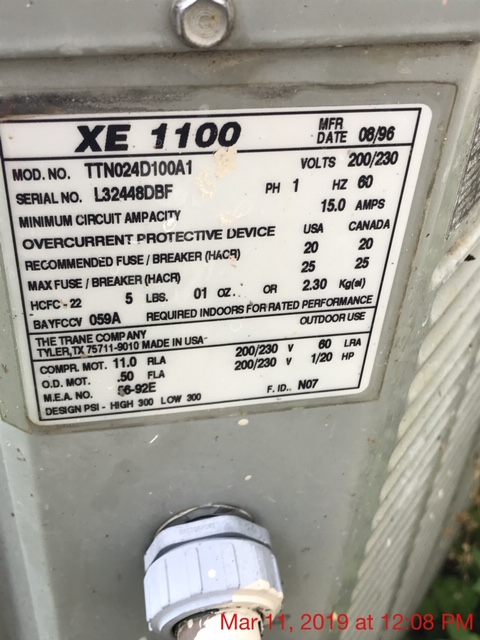 XE 1100 MFR DATE 08/96
MOD. NO. TTN024D100A1 VOLTS 200/230
SERIAL NO. L32448DBF PH 1 HZ 60
MINIMUM CIRCUIT AMPACITY 15.0 AMPS
OVERCURRENT PROTECTIVE DEVICE USA CANADA
RECOMMENDED FUSE / BREAKER (HACR) 20 20
MAX FUSE / BREAKER (HACR) 25 25
HCFC - 22 5 LBS. 01 OZ.. OR 2.30 Kg(al)
BAYFCCV 059A REQUIRED INDOORS FOR RATED PERFORMANCE
THE TRANE COMPANY OUTDOOR USE
TYLER, TX 75711-9010 MADE IN USA
COMPR. MOT. 11.0 RLA 200/230 V 60 LRA
O.D. MOT. .50 FLA 200/230 V 1/20 HP
M.E.A. NO. 6-92E F. ID.. N07
DESIGN PSI - HIGH 300 LOW 300
Mar 11, 2019 at 12:08 PM